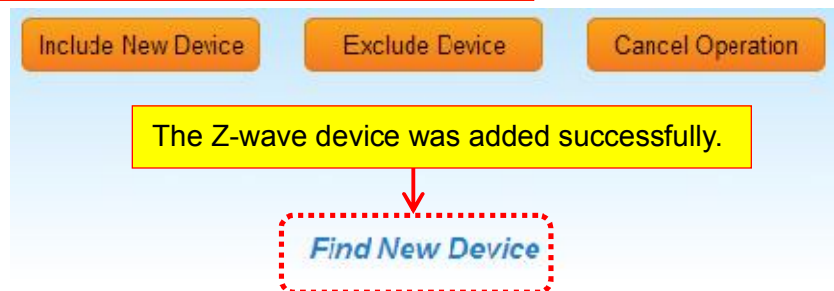 Include New Device Exclude Device Cancel Operation
The Z-wave device was added successfully.
Find New Device